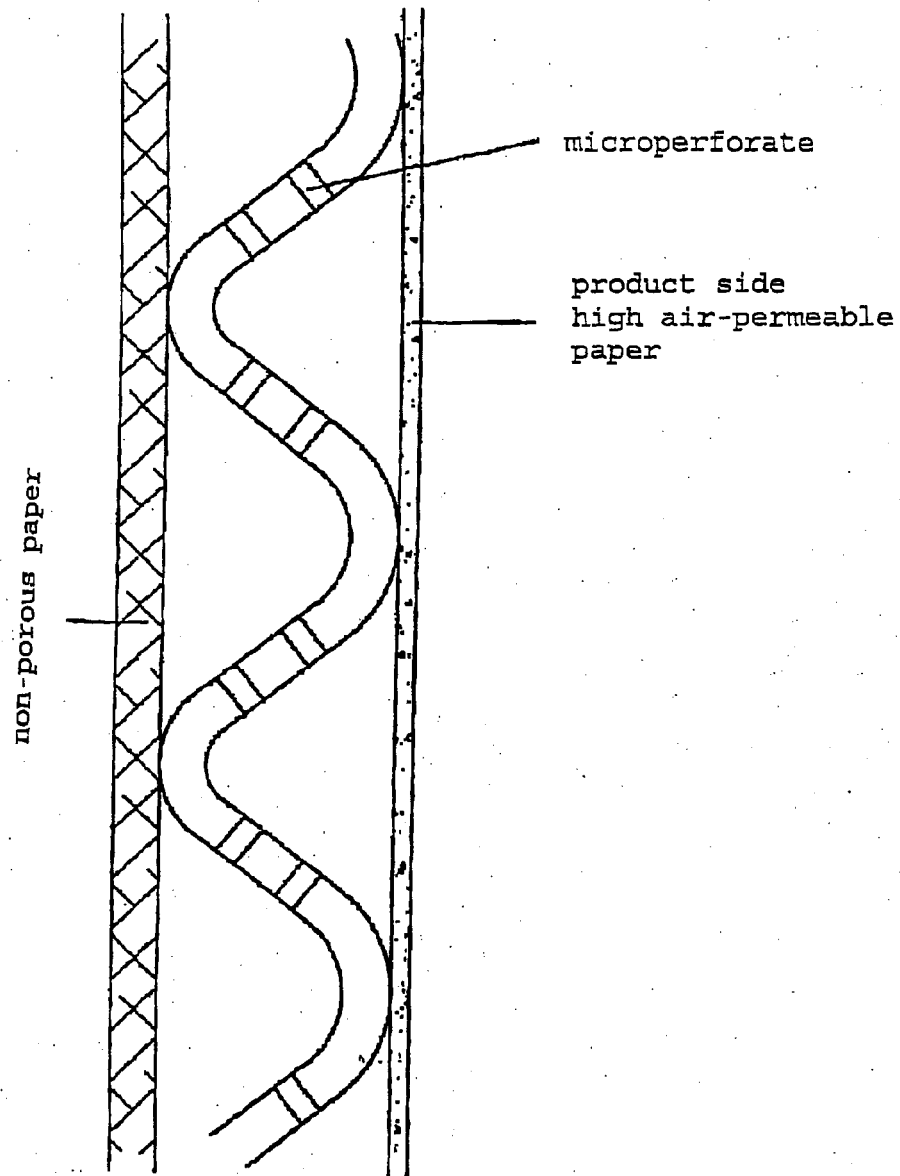 microperforate
product side
high air-permeable
paper
non-porous paper